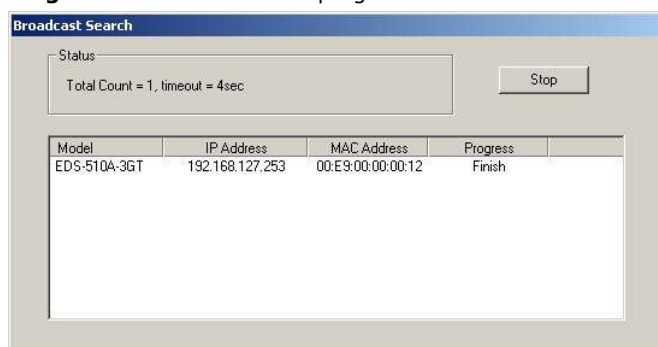 Broadcast Search
Status
Total Count = 1, timeout = 4sec
Stop
Model IP Address MAC Address Progress
EDS-510A-3GT 192.168.127.253 00:E9:00:00:00:12 Finish